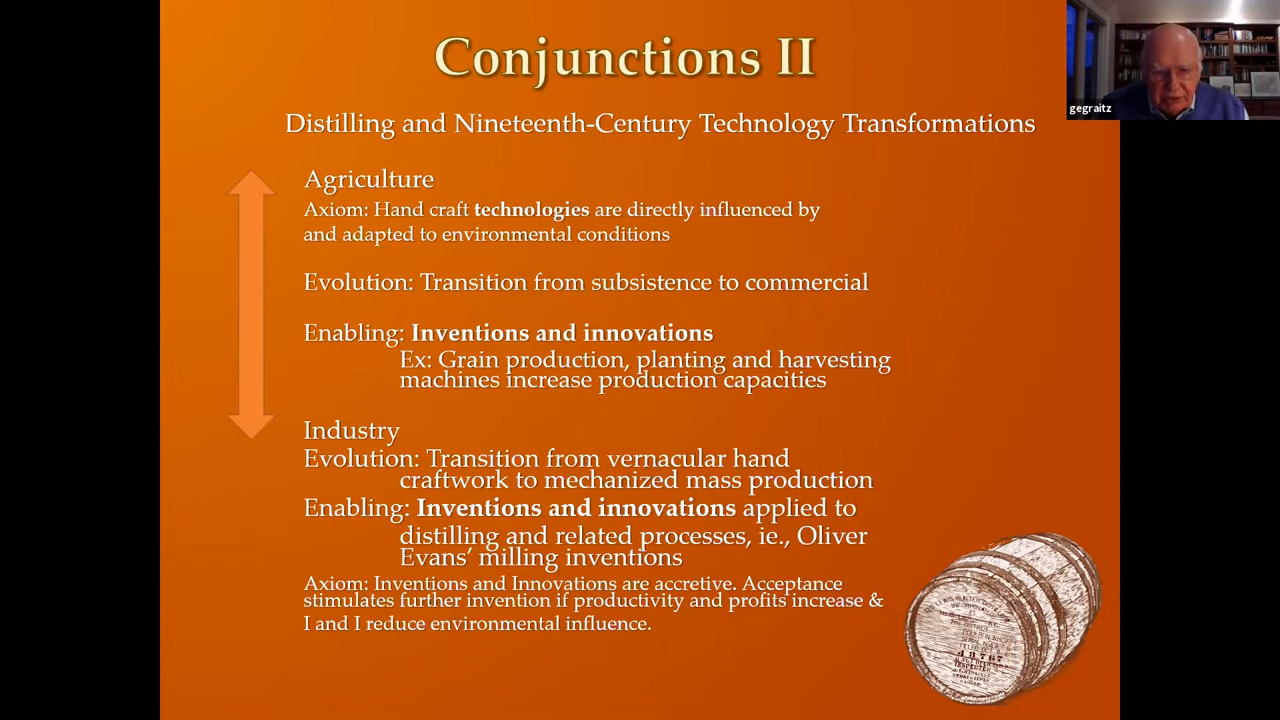 Conjunctions II
gegraitz
Distilling and Nineteenth-Century Technology Transformations
Agriculture
Axiom: Hand craft technologies are directly influenced by
and adapted to environmental conditions
Evolution: Transition from subsistence to commercial
Enabling: Inventions and innovations
Ex: Grain production, planting and harvesting
machines increase production capacities
Industry
Evolution: Transition from vernacular hand
craftwork to mechanized mass production
Enabling: Inventions and innovations applied to
distilling and related processes, ie., Oliver
Evans' milling inventions
Axiom: Inventions and Innovations are accretive. Acceptance
stimulates further invention if productivity and profits increase &
I and I reduce environmental influence.
43767